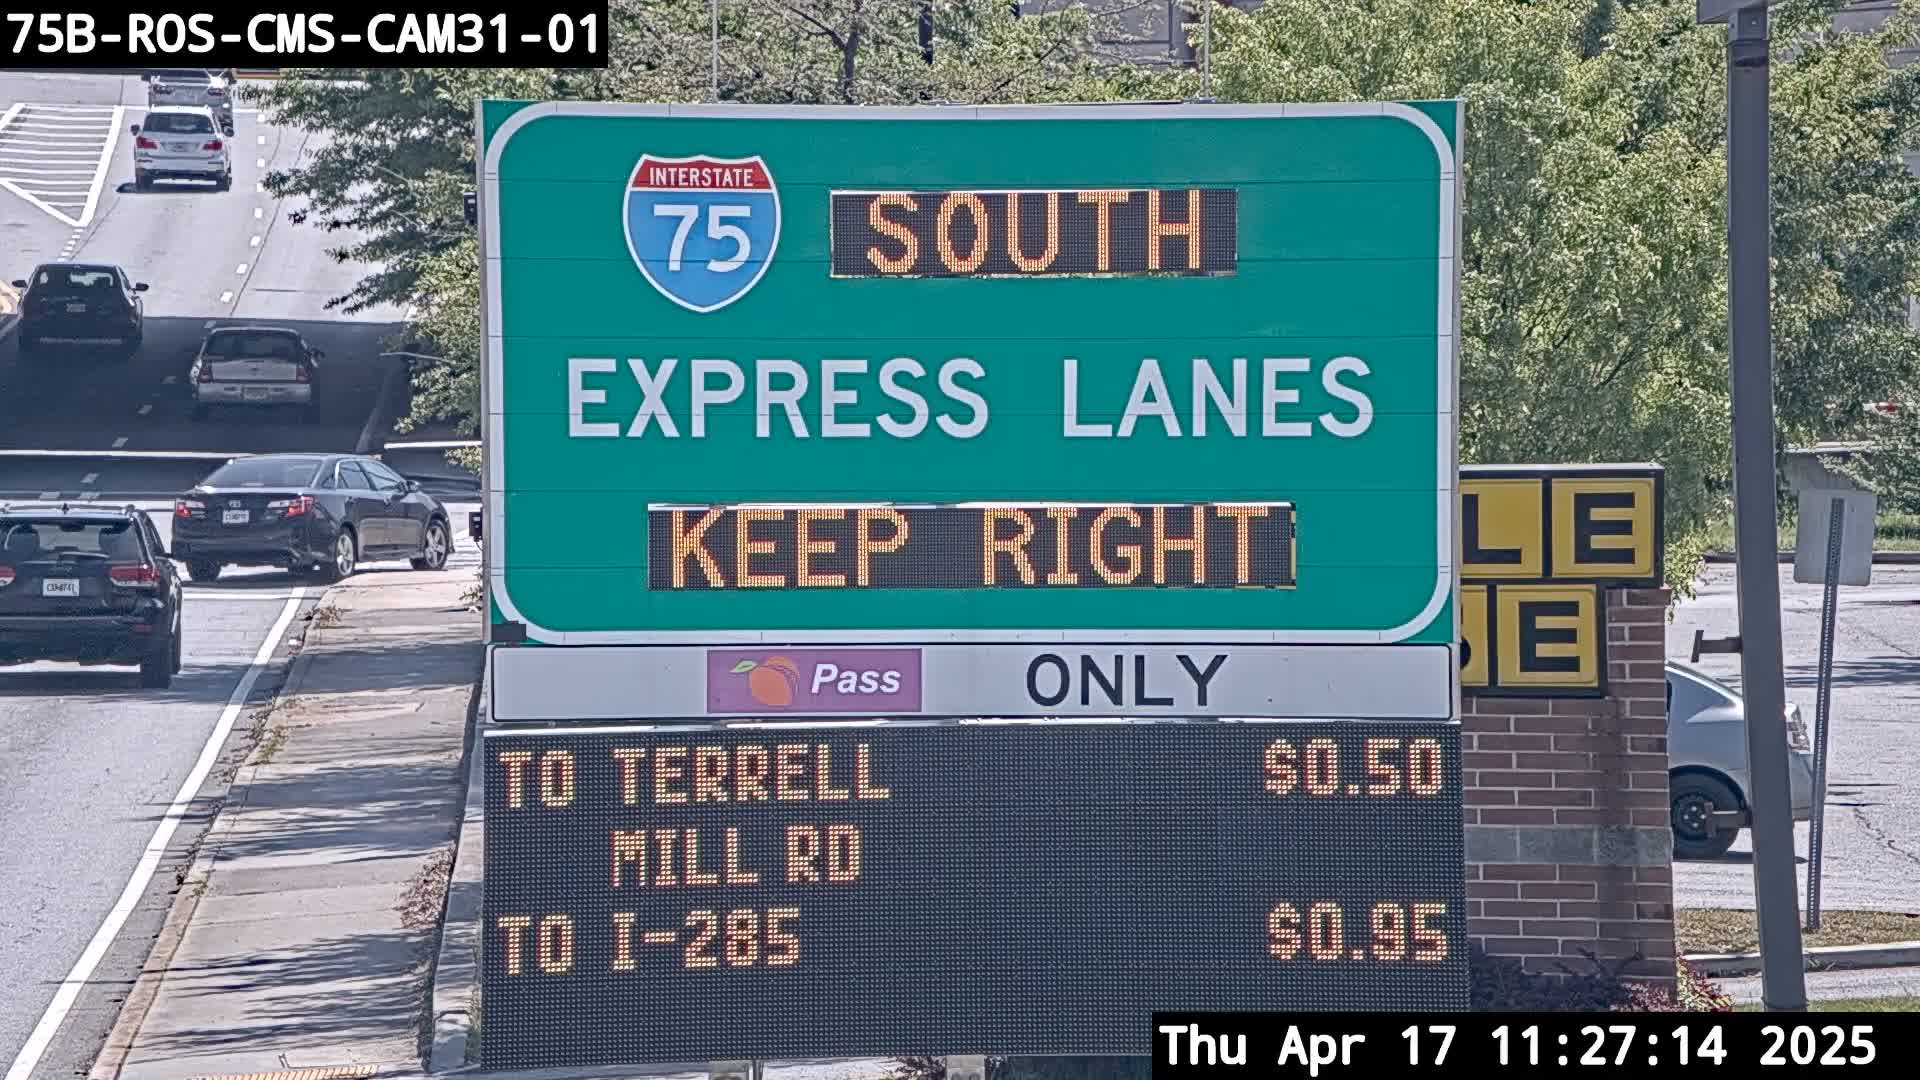 75B-ROS-CMS-CAM31-01
INTERSTATE
75
SOUTH
EXPRESS LANES
KEEP RIGHT
Pass ONLY
TO TERRELL $0.50
MILL RD
TO I-285 $0.95
LE
E
Thu Apr 17 11:27:14 2025